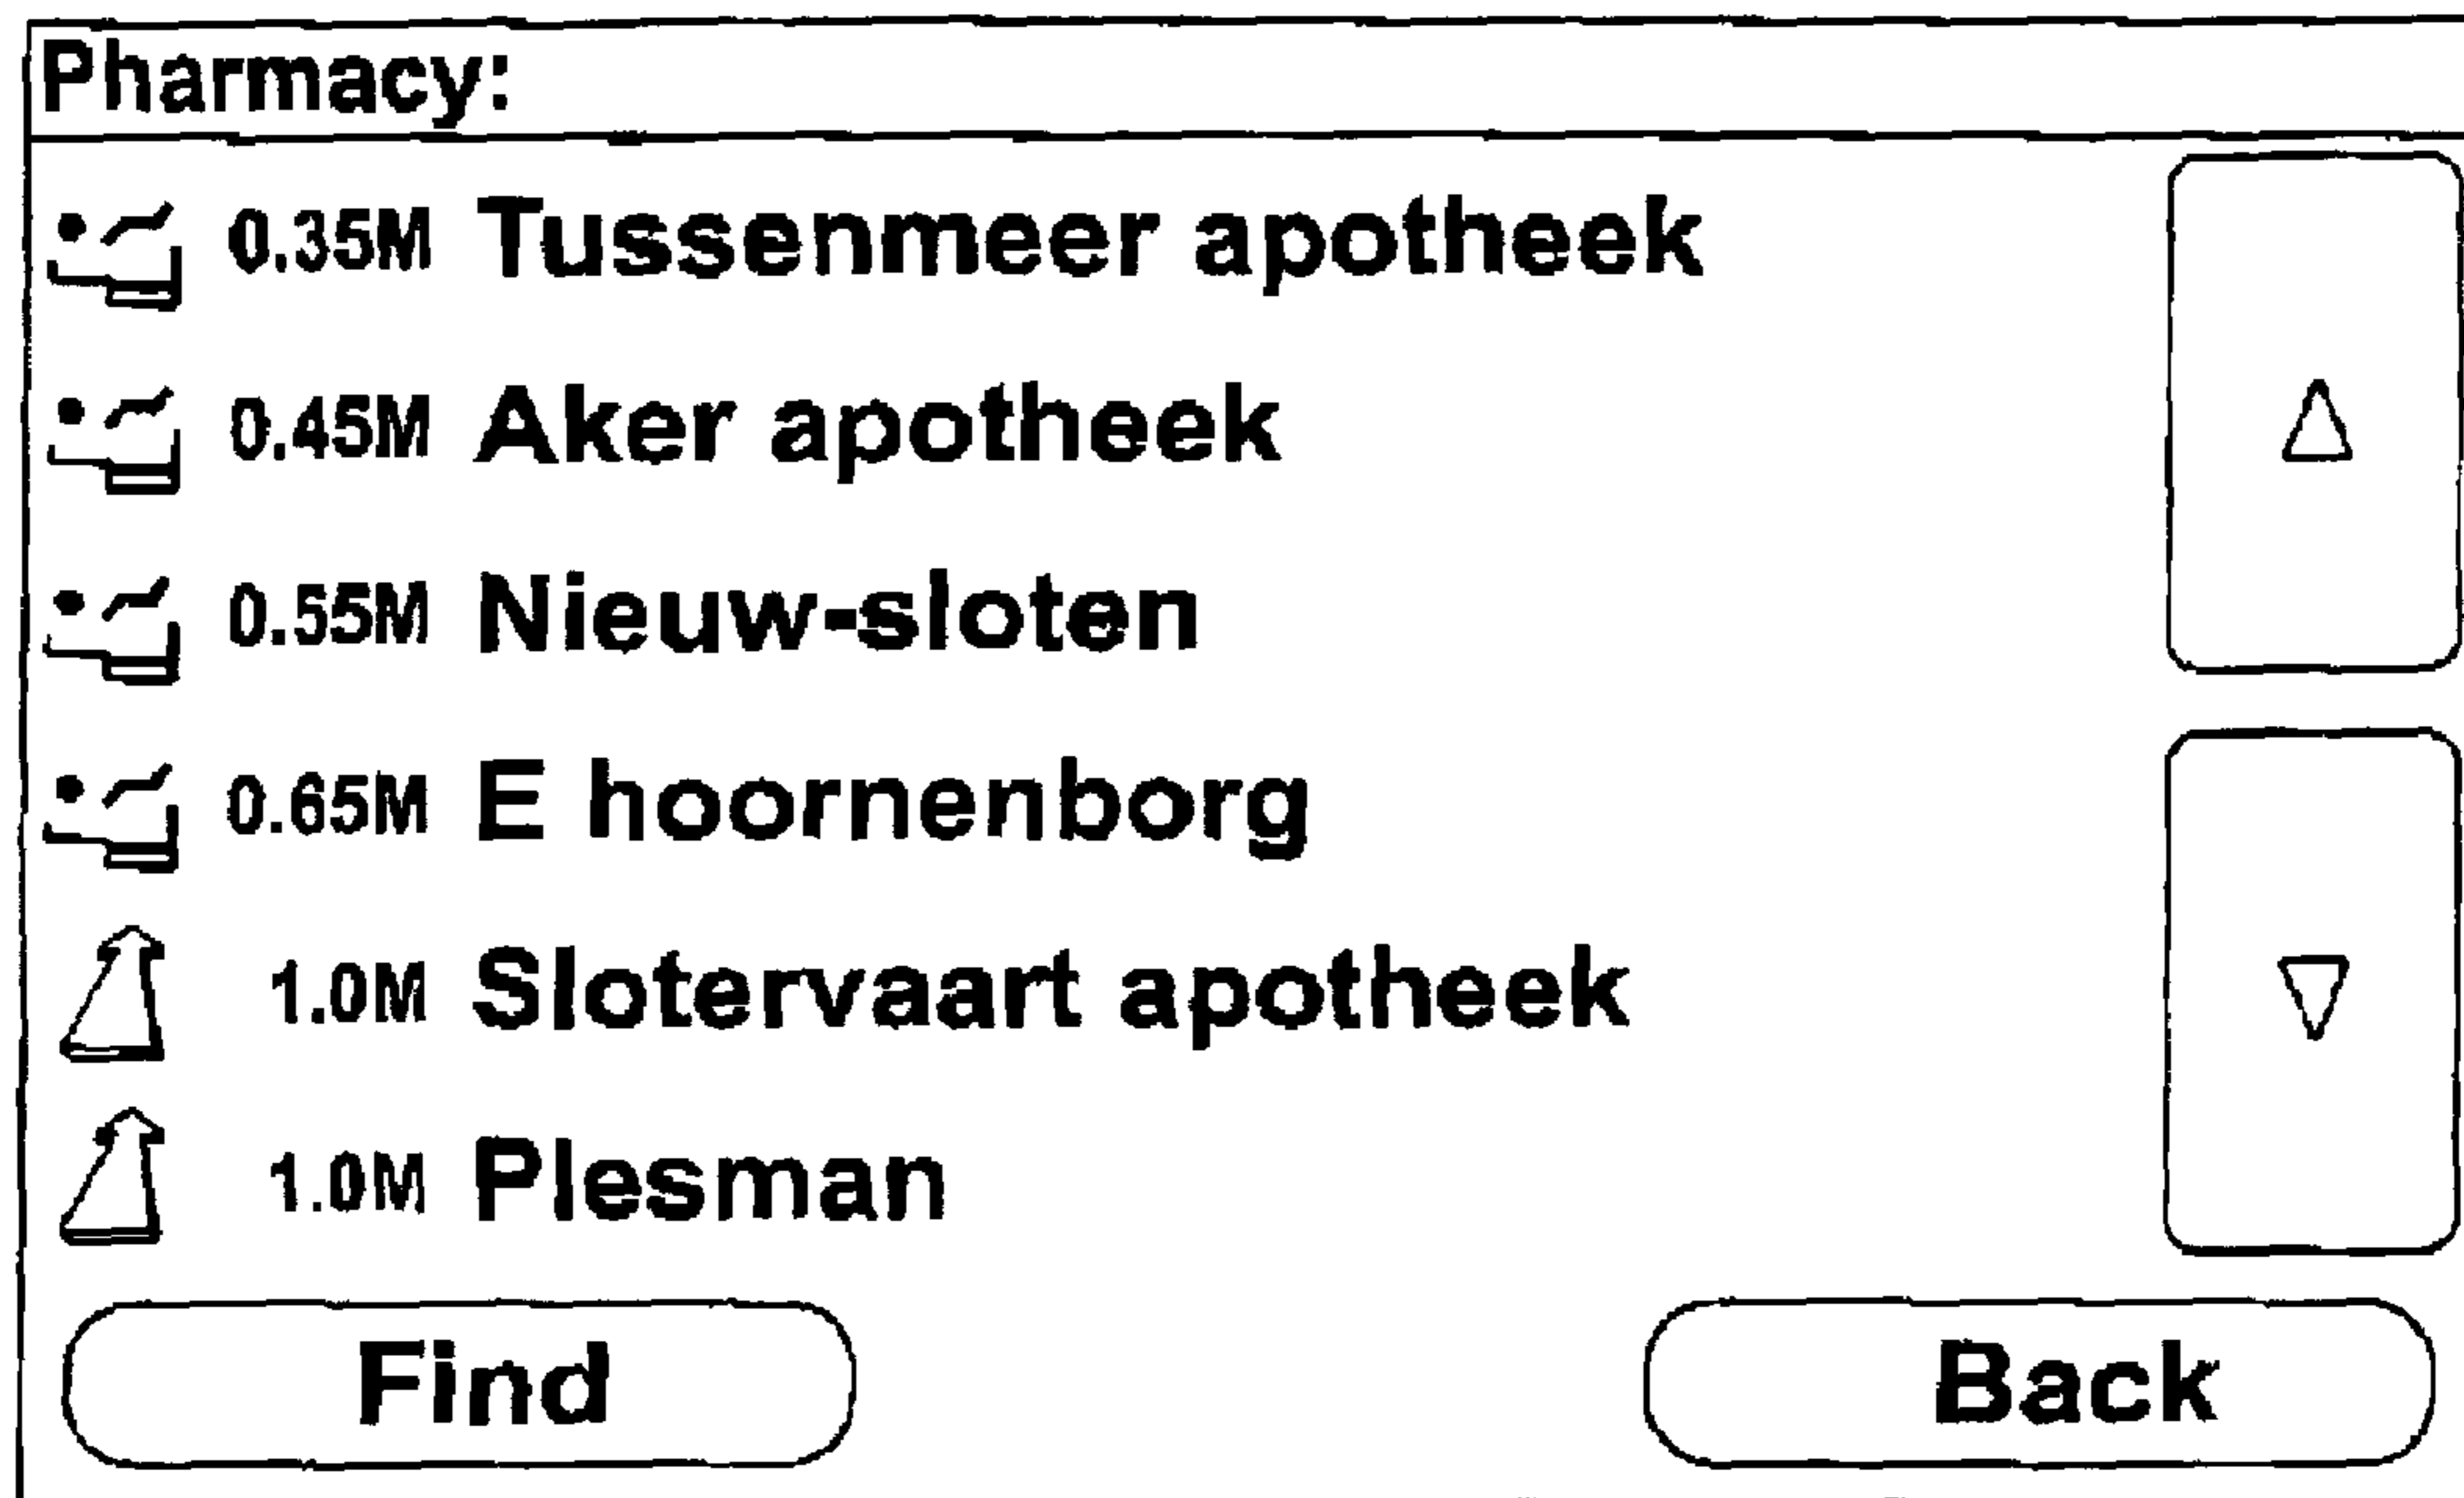 Pharmacy:
0.35M Tussenmeer apotheek
0.45M Aker apotheek
0.55M Nieuw-sloten
0.65M E hoornenborg
1.0M Slotervaart apotheek
1.0M Plesman
Find Back